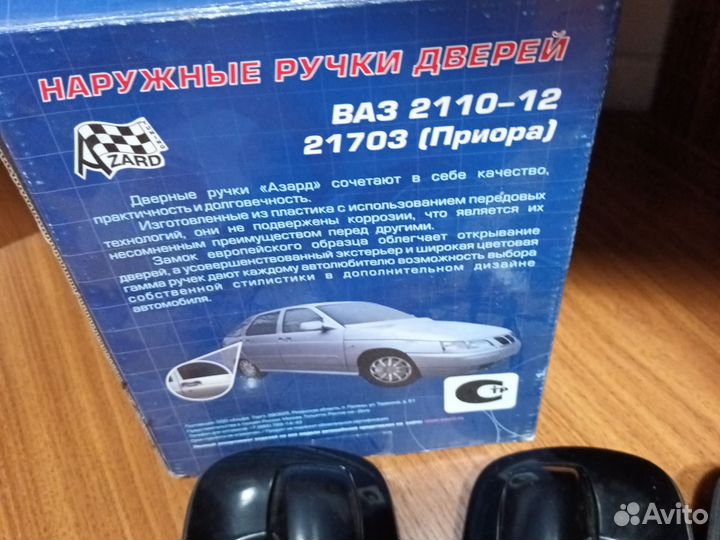 НАРУЖНЫЕ РУЧКИ ДВЕРЕЙ
ВАЗ 2110-12
21703 (Приора)
AZARD
Дверные ручки «Азард» сочетают в себе качество,
практичность и долговечность.
Изготовленные из пластика с использованием передовых
технологий, они не подвержены коррозии, что является их
несомненным преимуществом перед другими.
Замок европейского образца облегчает открывание
дверей, а усовершенствованный экстерьер и широкая цветовая
гамма ручек дают каждому автолюбителю возможность выбора
собственной стилистики в дополнительном дизайне
автомобиля.
Стр
Avito